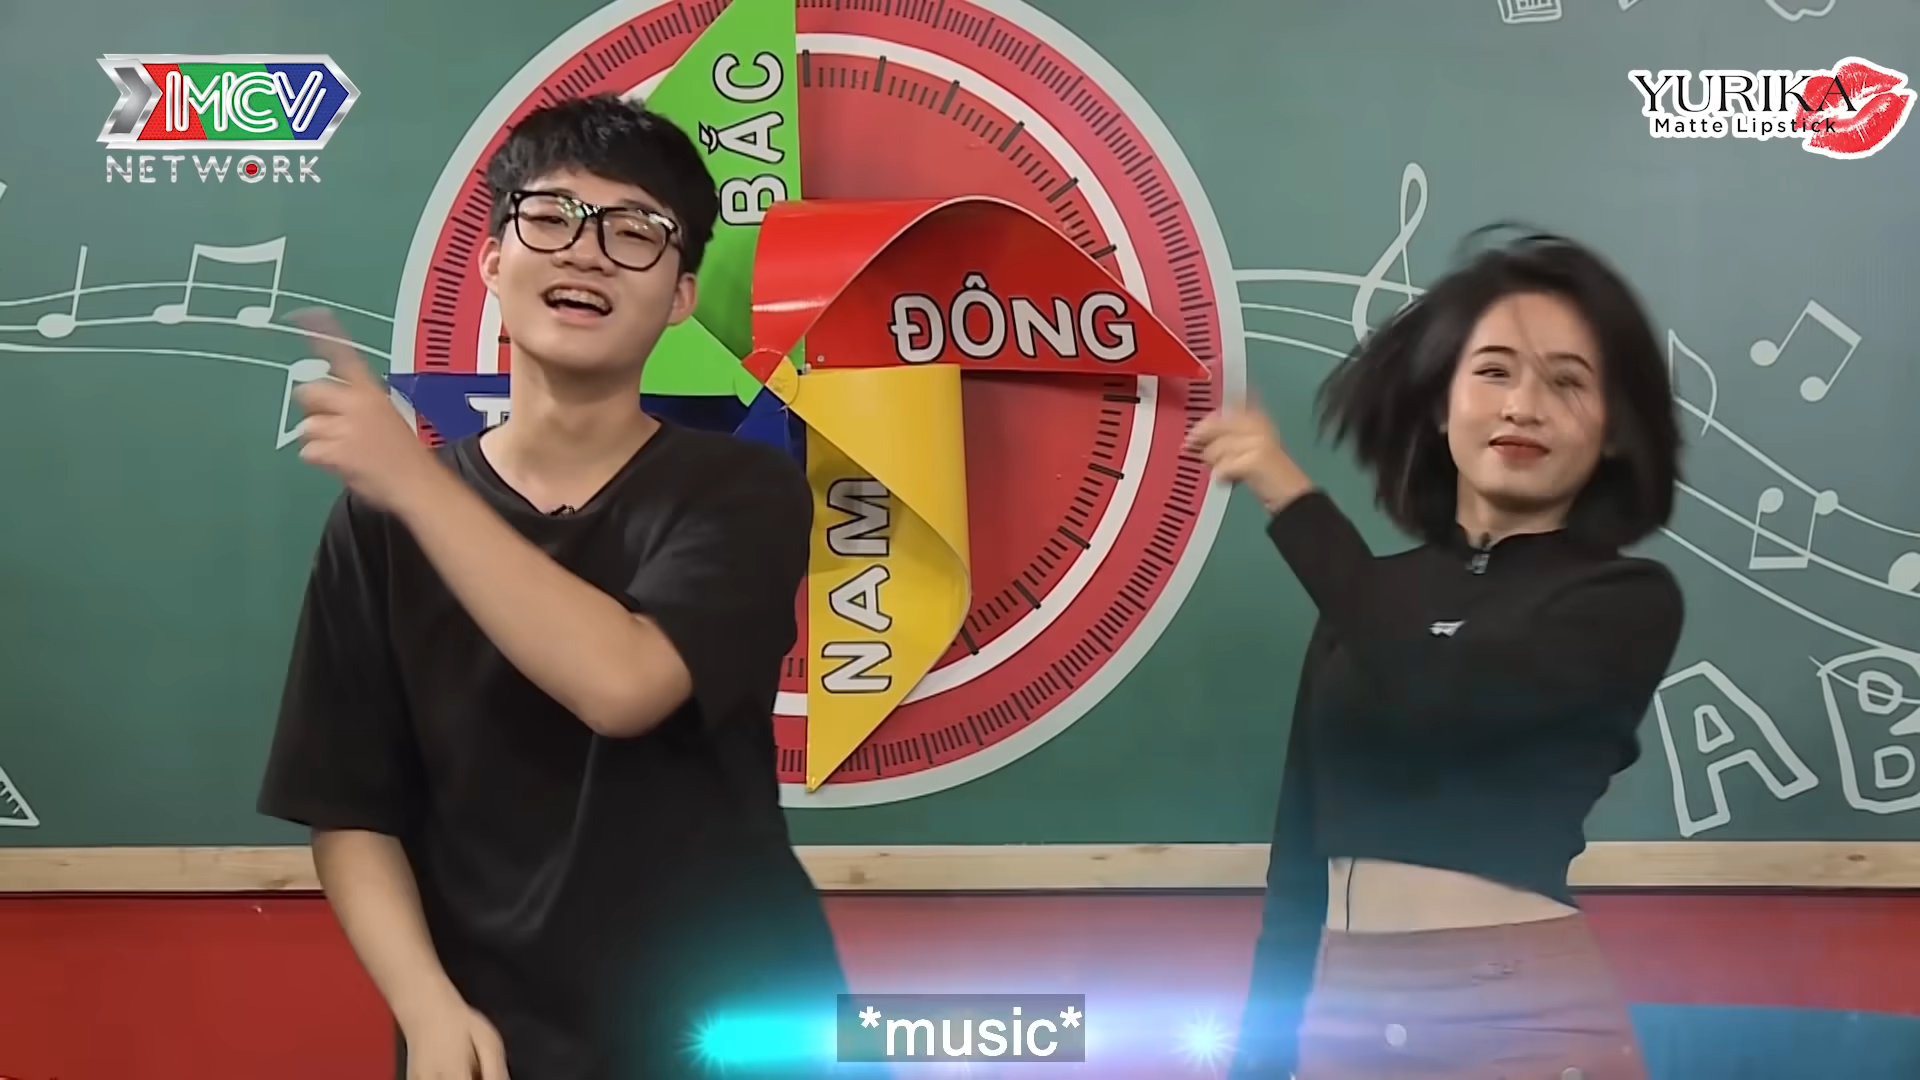 MCV
NETWORK
YURIKA
Matte Lipstick
BẮC
ĐÔNG
NAM
A B
*music*